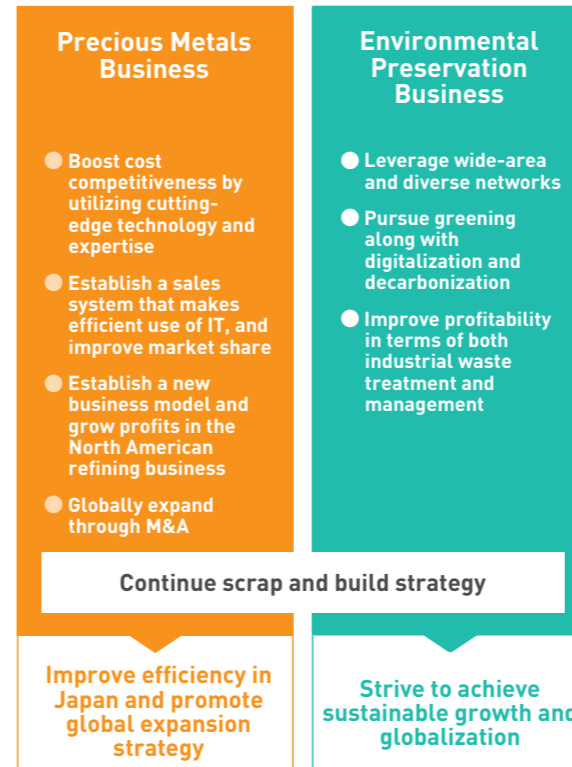 Precious Metals
Business
Boost cost
competitiveness by
utilizing cutting-
edge technology and
expertise
Establish a sales
system that makes
efficient use of IT, and
improve market share
Establish a new
business model and
grow profits in the
North American
refining business
Globally expand
through M&A
Environmental
Preservation
Business
Leverage wide-area
and diverse networks
Pursue greening
along with
digitalization and
decarbonization
Improve profitability
in terms of both
industrial waste
treatment and
management
Continue scrap and build strategy
Improve efficiency in
Japan and promote
global expansion
strategy
Strive to achieve
sustainable growth and
globalization